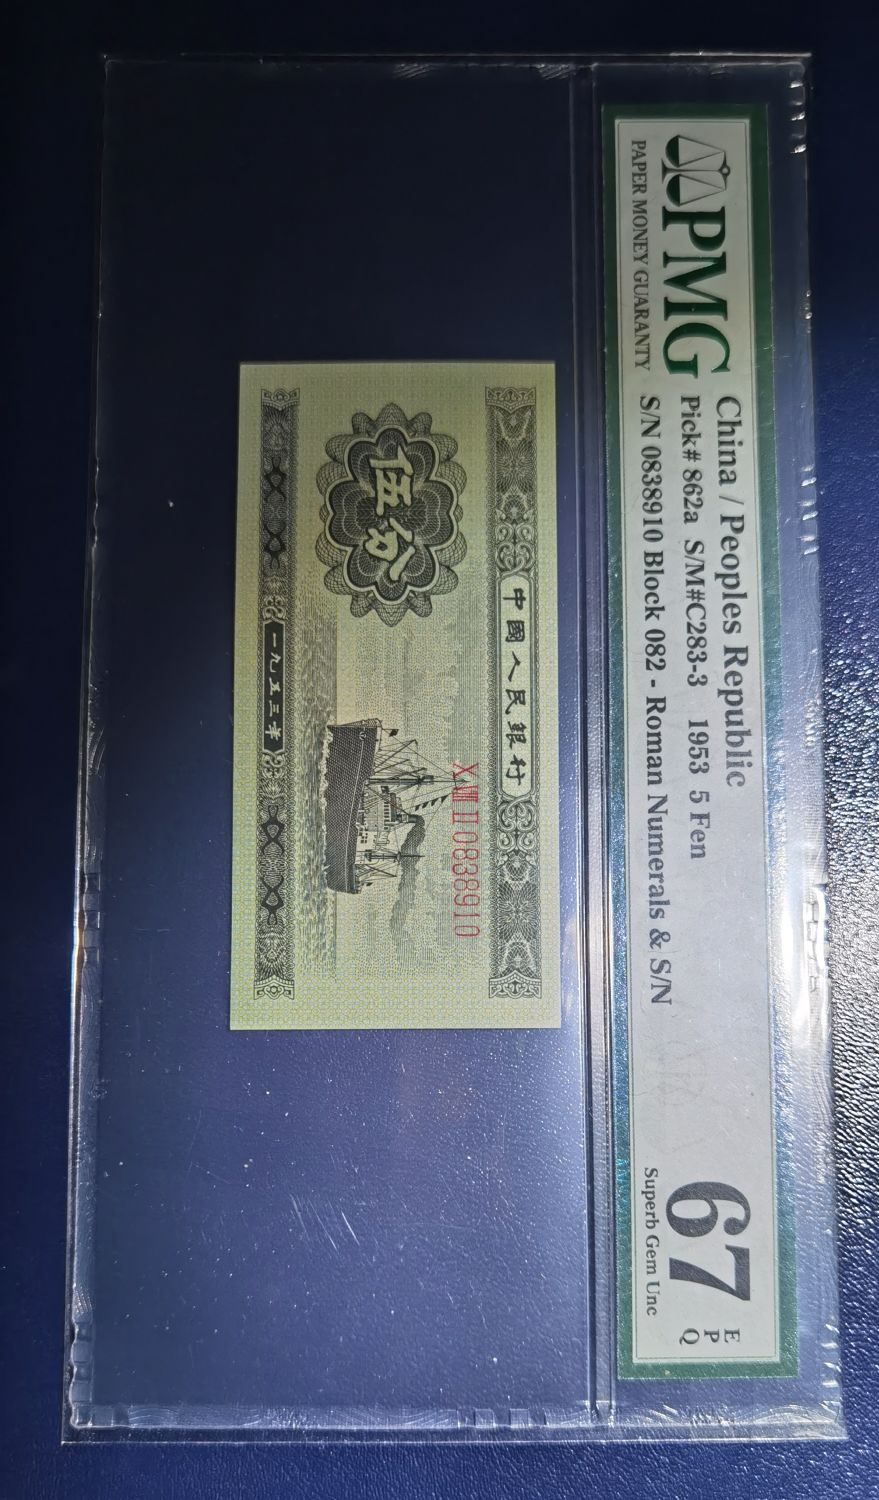 PMG
PAPER MONEY GUARANTY
China / Peoples Republic
Pick# 862a S/M#C283-3 1953 5 Fen
S/N 0838910 Block 082 - Roman Numerals & S/N
67
EPQ
Superb Gem Unc
中國人民銀行
X Ⅷ Ⅱ 0838910
伍分
一九五三年